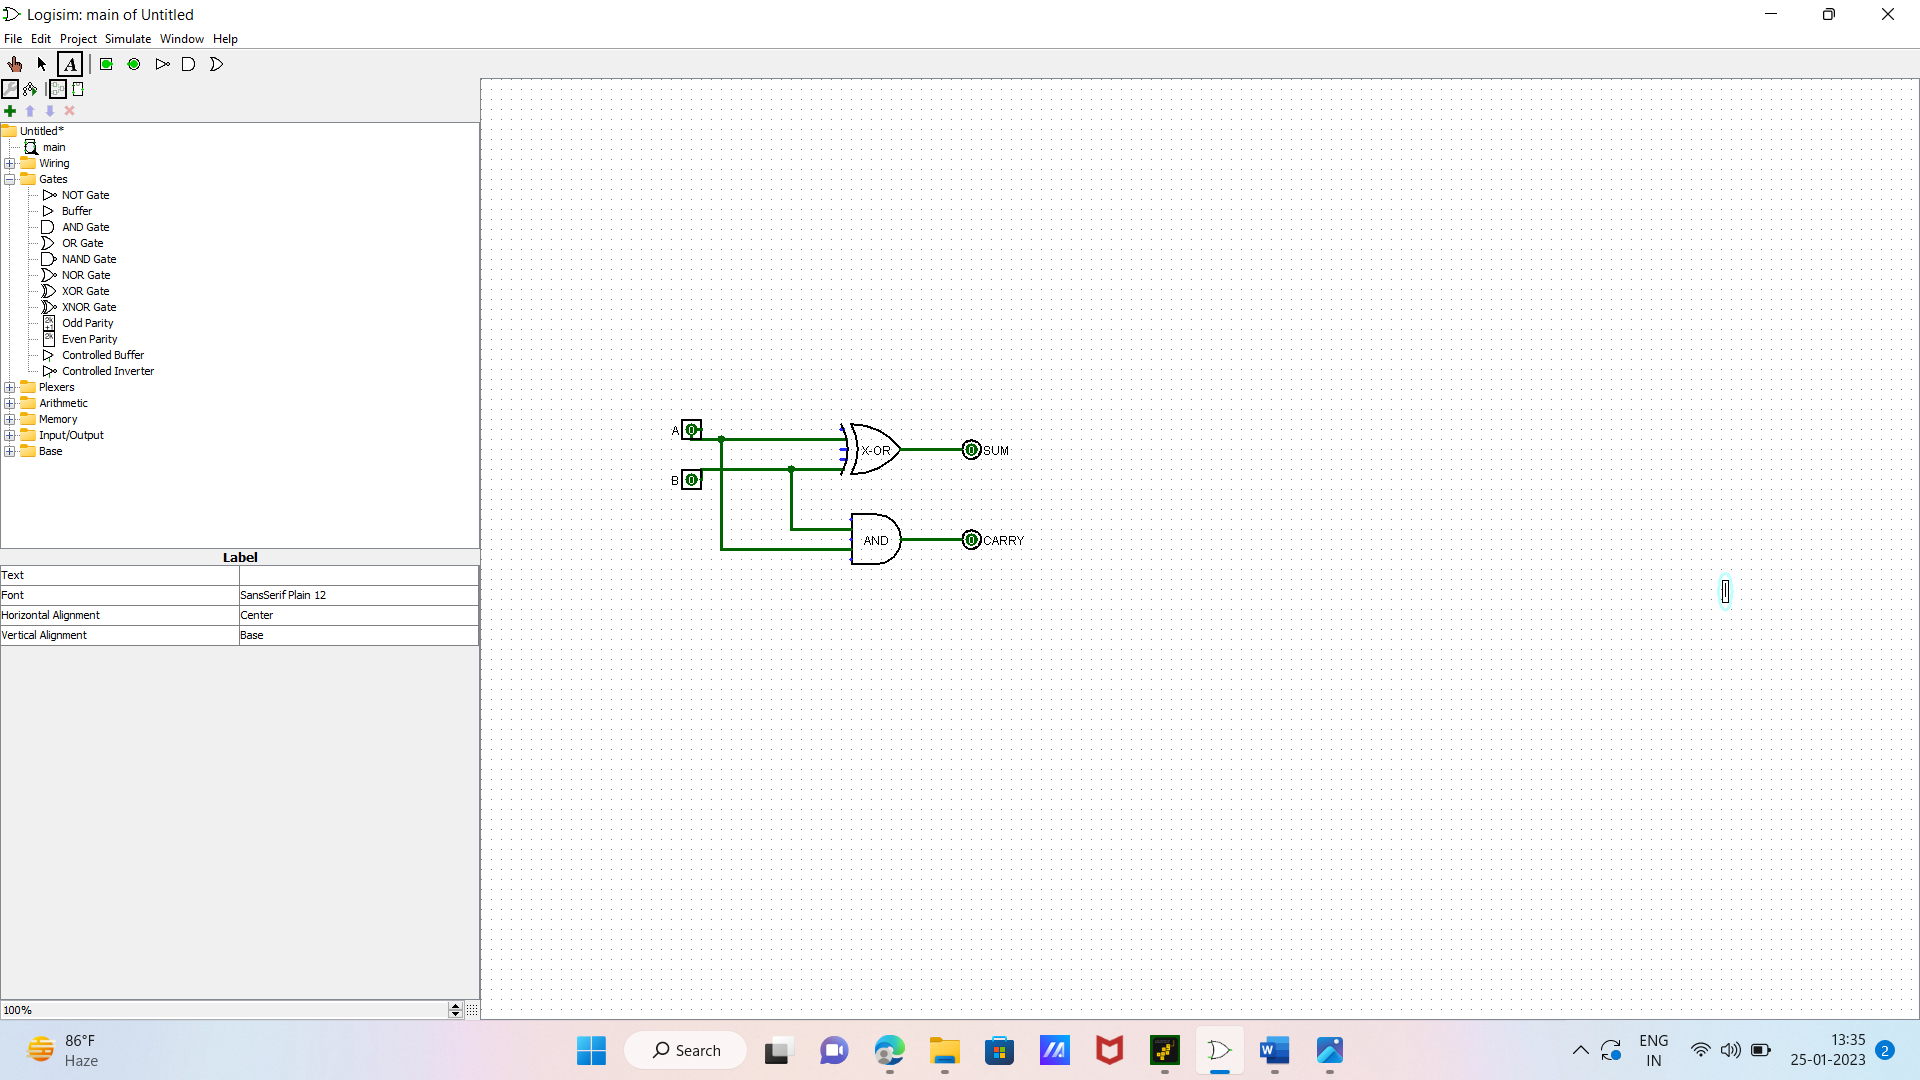 Logisim: main of Untitled
File Edit Project Simulate Window Help
A
Untitled*
main
Wiring
Gates
NOT Gate
Buffer
AND Gate
OR Gate
NAND Gate
NOR Gate
XOR Gate
XNOR Gate
2k+1 Odd Parity
2k Even Parity
Controlled Buffer
Controlled Inverter
Plexers
Arithmetic
Memory
Input/Output
Base
Label
Text
Font SansSerif Plain 12
Horizontal Alignment Center
Vertical Alignment Base
100%
A 0 X-OR 0 SUM
B 0
AND 0 CARRY
86°F
Haze
Search
W
ENG
IN
13:35
25-01-2023
2